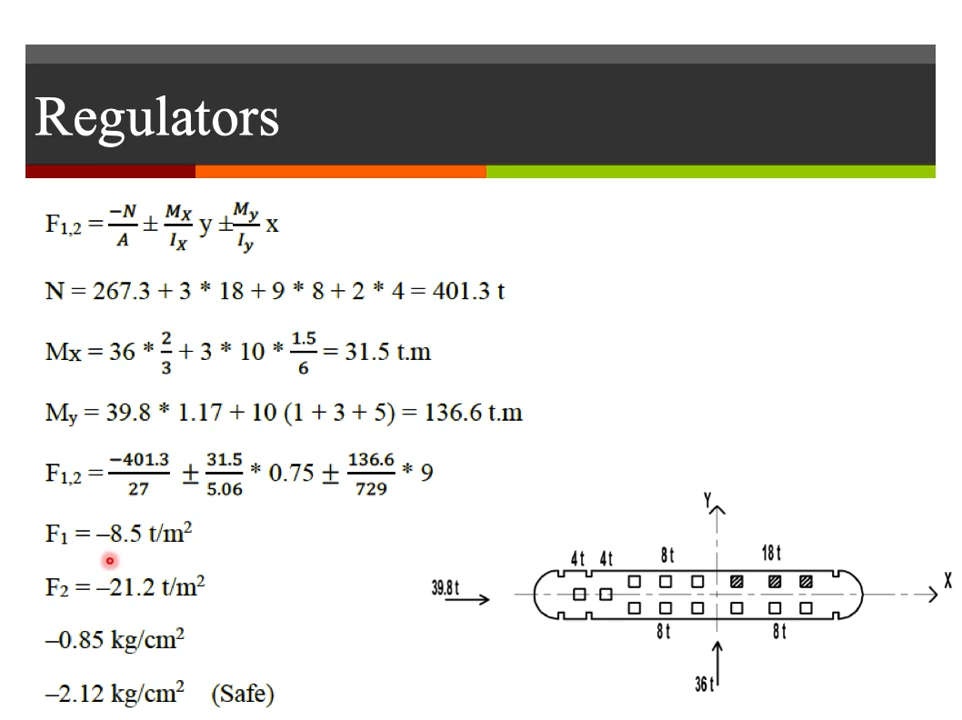 Regulators
F₁,₂ = –N/A ± Mx/Ix y ± My/Iy x
N = 267.3 + 3 * 18 + 9 * 8 + 2 * 4 = 401.3 t
Mx = 36 * 2/3 + 3 * 10 * 1.5/6 = 31.5 t.m
My = 39.8 * 1.17 + 10 (1 + 3 + 5) = 136.6 t.m
F₁,₂ = –401.3/27 ± 31.5/5.06 * 0.75 ± 136.6/729 * 9
F₁ = –8.5 t/m²
F₂ = –21.2 t/m²
–0.85 kg/cm²
–2.12 kg/cm² (Safe)
Y
4t 4t 8t 18t
X
39.8t
8t 8t
36t